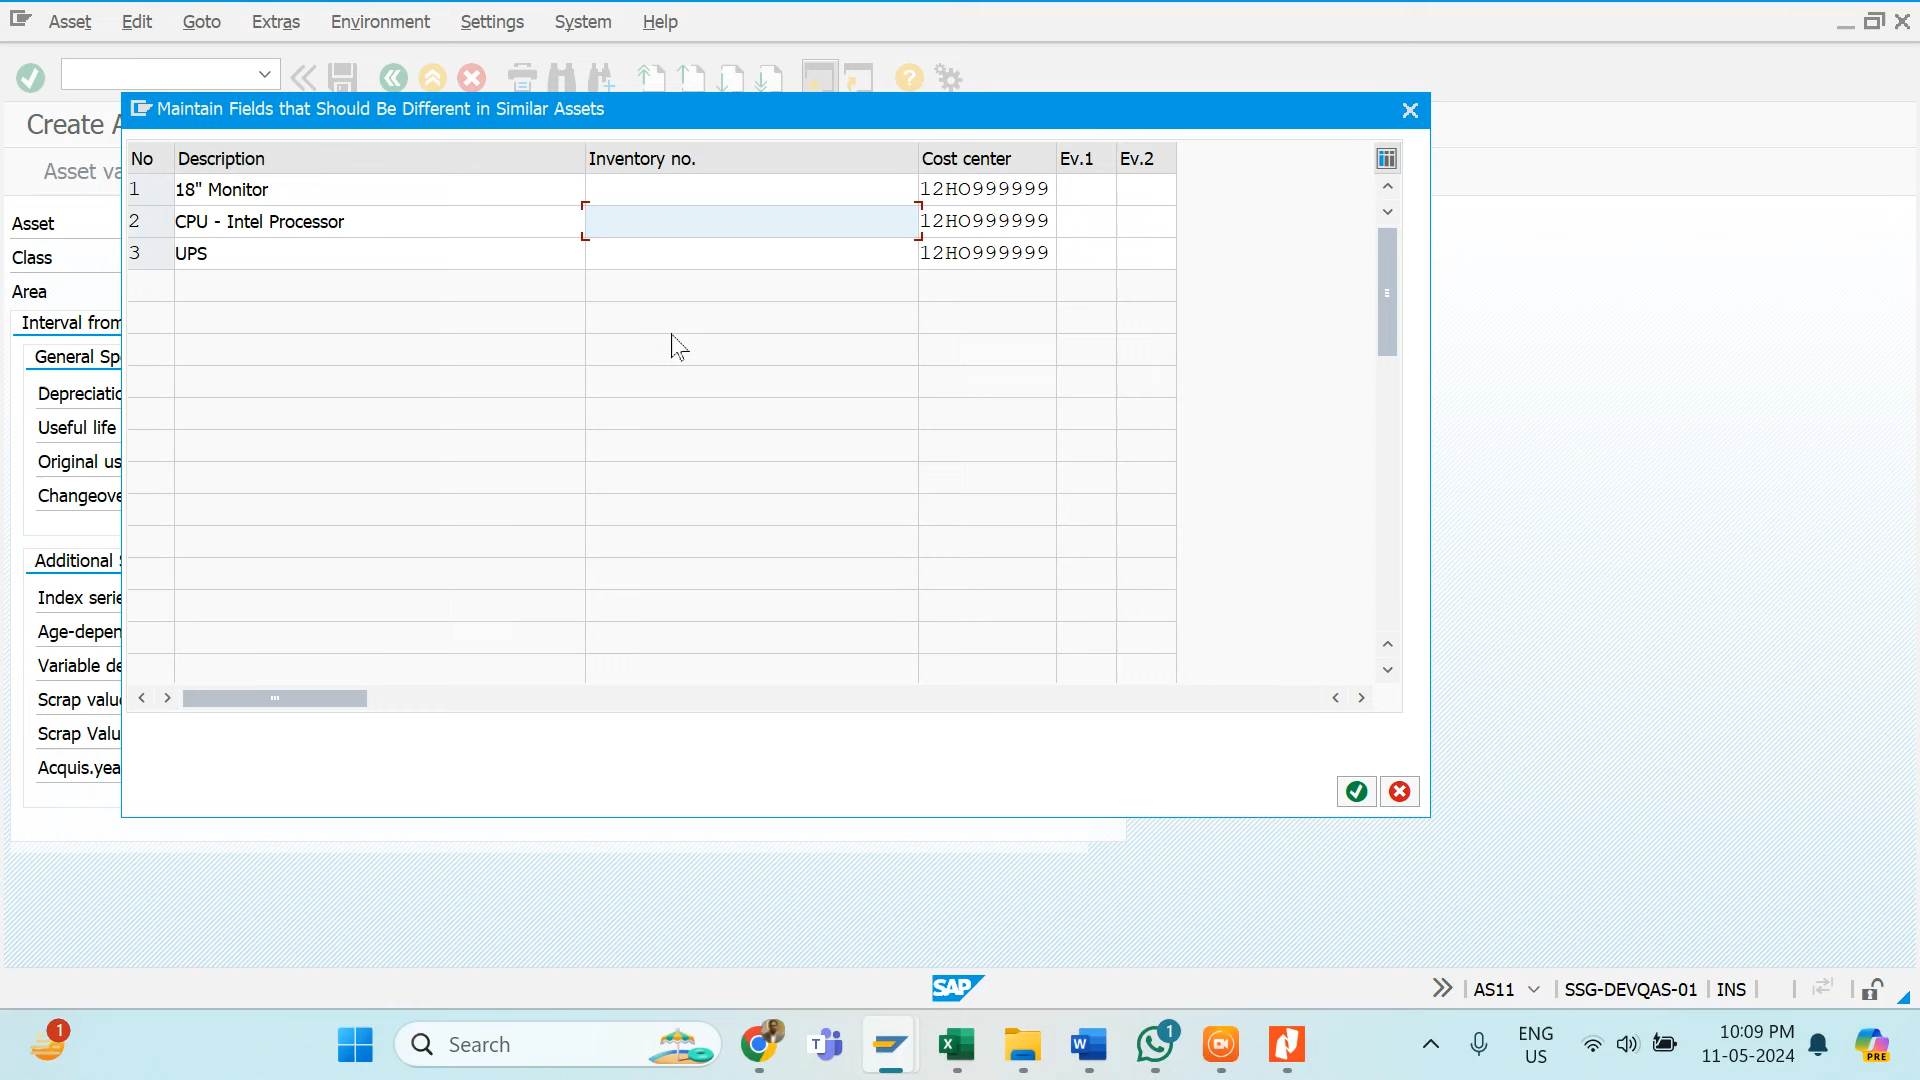 Asset Edit Goto Extras Environment Settings System Help
Create A
Maintain Fields that Should Be Different in Similar Assets
Asset va
No Description Inventory no. Cost center Ev.1 Ev.2
1 18" Monitor 12HO999999
2 CPU - Intel Processor 12HO999999
3 UPS 12HO999999
Asset
Class
Area
Interval from
General Sp
Depreciatio
Useful life
Original us
Changeove
Additional S
Index serie
Age-depen
Variable de
Scrap value
Scrap Valu
Acquis.yea
SAP
AS11 SSG-DEVQAS-01 INS
1
Search
1
ENG
US
10:09 PM
11-05-2024
PRE